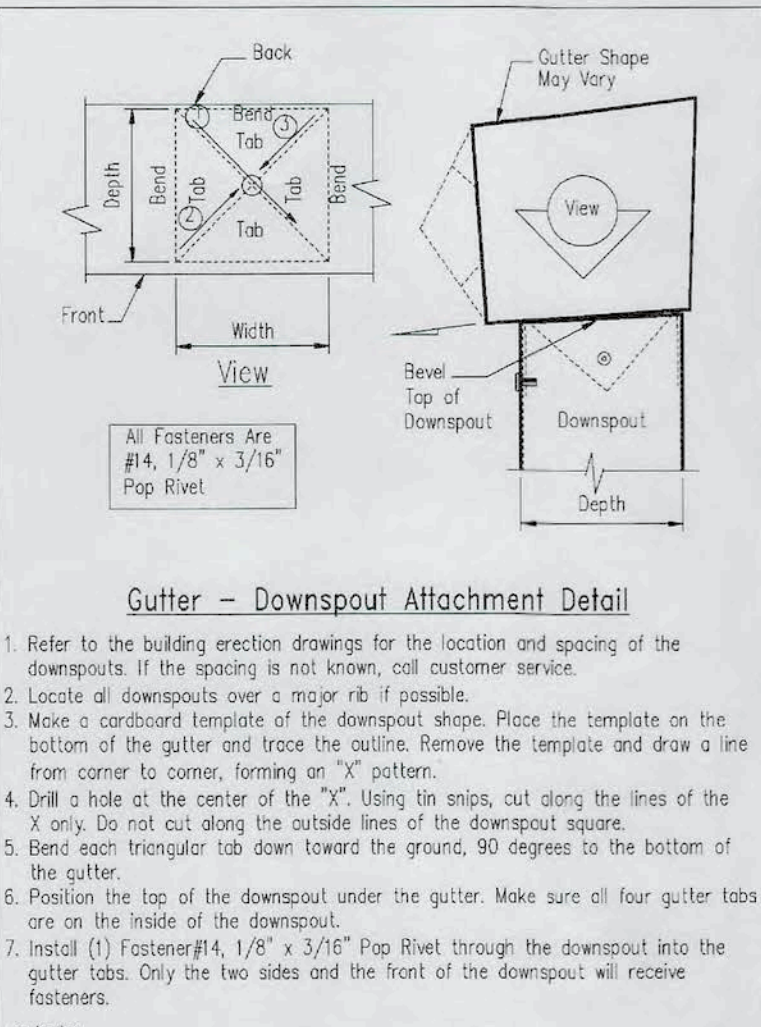 Back
Gutter Shape
May Vary
1
Bend
3
Tab
Depth
Bend
Tab
Tab
Bend
2
Tab
View
Front
Width
View
Bevel
Top of
Downspout
Downspout
All Fasteners Are
#14, 1/8" x 3/16"
Pop Rivet
Depth
Gutter – Downspout Attachment Detail
1. Refer to the building erection drawings for the location and spacing of the
downspouts. If the spacing is not known, call customer service.
2. Locate all downspouts over a major rib if possible.
3. Make a cardboard template of the downspout shape. Place the template on the
bottom of the gutter and trace the outline. Remove the template and draw a line
from corner to corner, forming an "X" pattern.
4. Drill a hole at the center of the "X". Using tin snips, cut along the lines of the
X only. Do not cut along the outside lines of the downspout square.
5. Bend each triangular tab down toward the ground, 90 degrees to the bottom of
the gutter.
6. Position the top of the downspout under the gutter. Make sure all four gutter tabs
are on the inside of the downspout.
7. Install (1) Fastener#14, 1/8" x 3/16" Pop Rivet through the downspout into the
gutter tabs. Only the two sides and the front of the downspout will receive
fasteners.